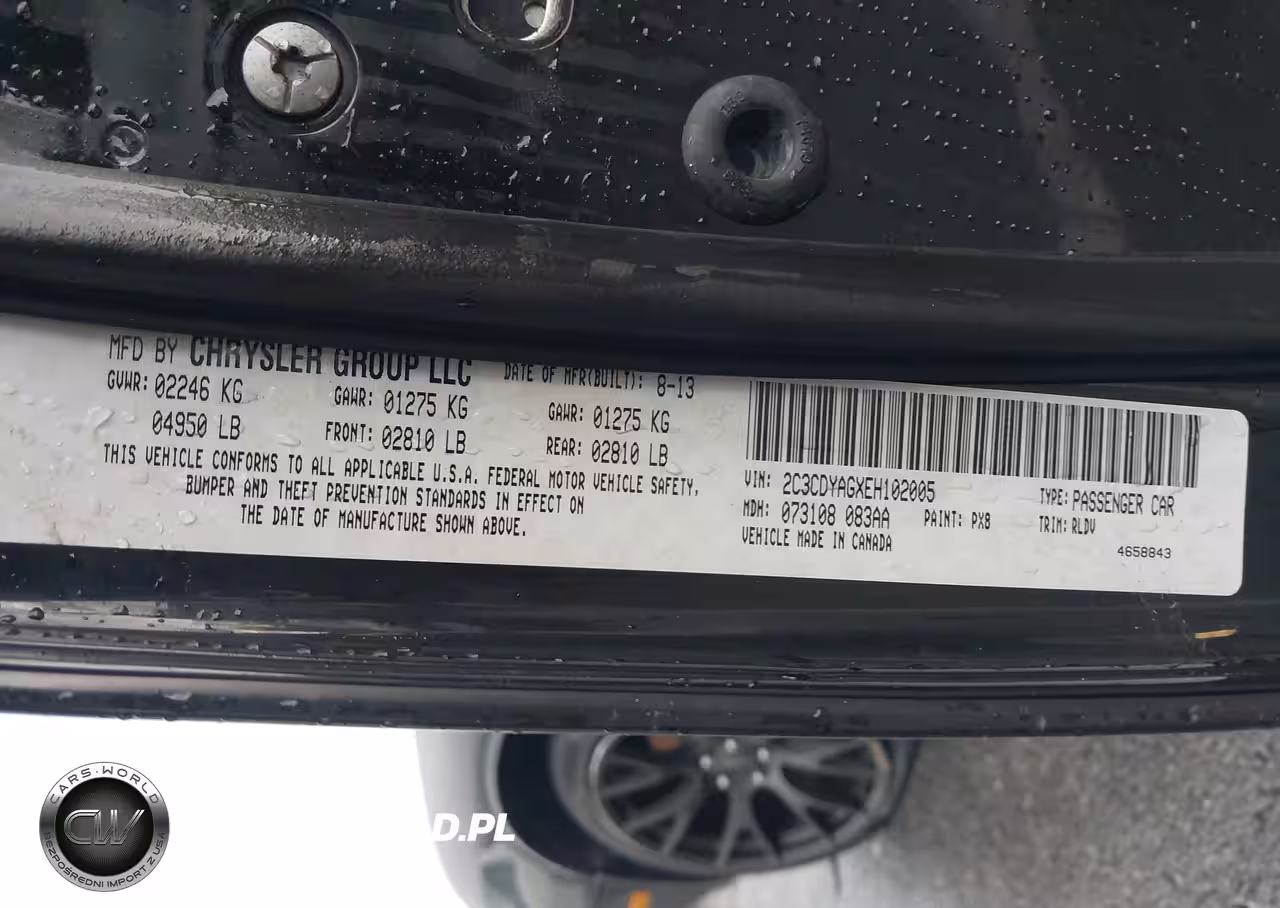 MFD BY CHRYSLER GROUP LLC DATE OF MFR(BUILT): 8-13
GVWR: 02246 KG GAWR: 01275 KG GAWR: 01275 KG
04950 LB FRONT: 02810 LB REAR: 02810 LB
THIS VEHICLE CONFORMS TO ALL APPLICABLE U.S.A. FEDERAL MOTOR VEHICLE SAFETY,
BUMPER AND THEFT PREVENTION STANDARDS IN EFFECT ON
THE DATE OF MANUFACTURE SHOWN ABOVE.
VIN: 2C3CDYAGXEH102005 TYPE: PASSENGER CAR
MDH: 073108 083AA PAINT: PX8 TRIM: RLDV
VEHICLE MADE IN CANADA 4658843
CARS-WORLD
CW
BEZPOŚREDNI IMPORT Z USA
D.PL